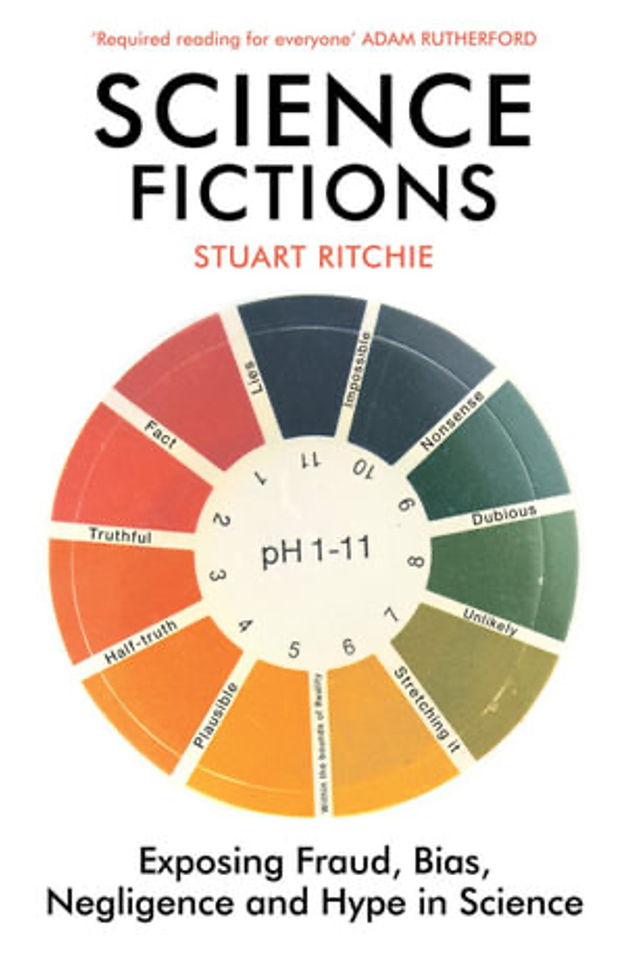 ‘Required reading for everyone’ ADAM RUTHERFORD
SCIENCE
FICTIONS
STUART RITCHIE
Lies
Impossible
Nonsense
Dubious
Unlikely
Stretching it
Within the bounds of Reality
Plausible
Half-truth
Truthful
Fact
1
2
3
4
5
6
7
8
9
10
11
pH 1-11
Exposing Fraud, Bias,
Negligence and Hype in Science